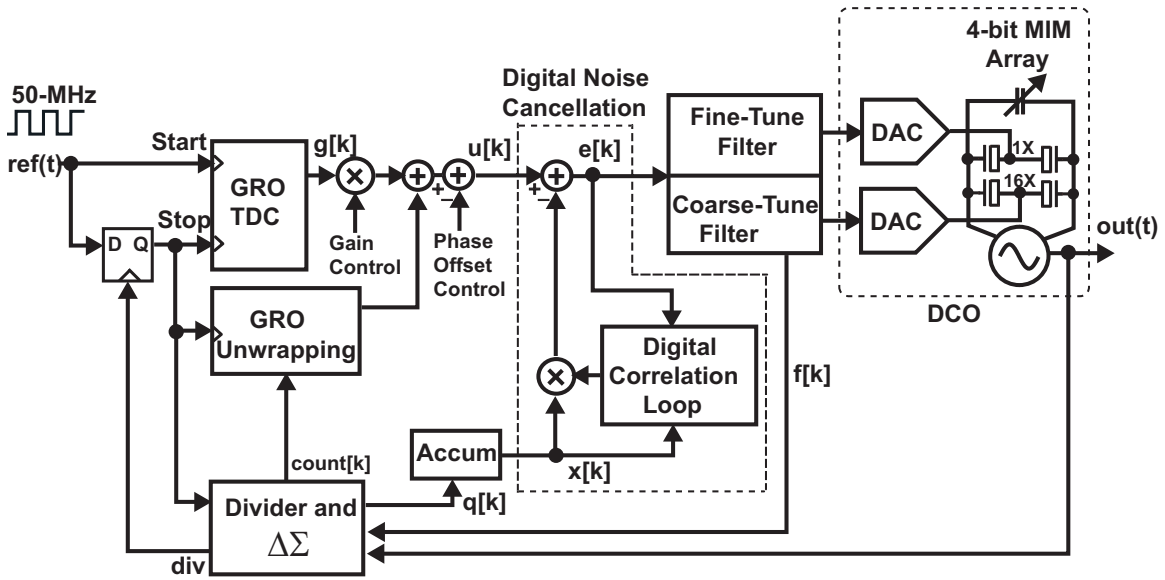 4-bit MIM
Array
Digital Noise
Cancellation
50-MHz
ref(t)
Start
Stop
GRO
TDC
g[k]
u[k]
e[k]
Fine-Tune
Filter
Coarse-Tune
Filter
DAC
DAC
1X
16X
out(t)
DCO
D Q
Gain
Control
Phase
Offset
Control
+
−
+
−
GRO
Unwrapping
Digital
Correlation
Loop
f[k]
count[k]
Accum
x[k]
q[k]
Divider and
ΔΣ
div